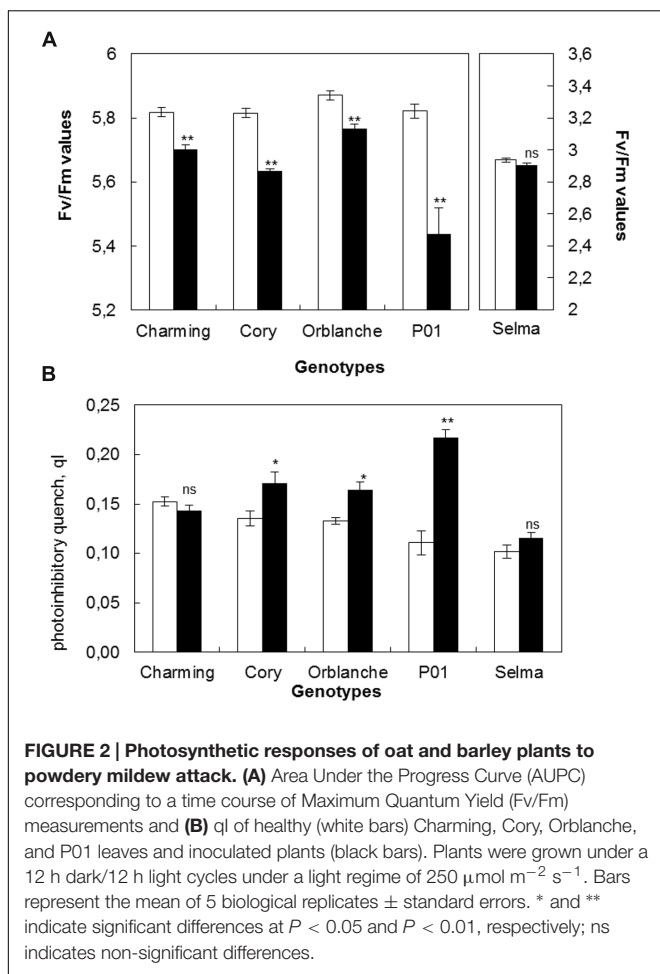 A
6
5,8
5,6
5,4
5,2
Fv/Fm values
**
**
**
**
ns
3,6
3,4
3,2
3
2,8
2,6
2,4
2,2
2
Fv/Fm values
Charming Cory Orblanche P01 Selma
Genotypes
B
0,25
0,20
0,15
0,10
0,05
0,00
photoinhibitory quench, qI
ns
*
*
**
ns
Charming Cory Orblanche P01 Selma
Genotypes
FIGURE 2 | Photosynthetic responses of oat and barley plants to
powdery mildew attack. (A) Area Under the Progress Curve (AUPC)
corresponding to a time course of Maximum Quantum Yield (Fv/Fm)
measurements and (B) qI of healthy (white bars) Charming, Cory, Orblanche,
and P01 leaves and inoculated plants (black bars). Plants were grown under a
12 h dark/12 h light cycles under a light regime of 250 μmol m−2 s−1. Bars
represent the mean of 5 biological replicates ± standard errors. * and **
indicate significant differences at P < 0.05 and P < 0.01, respectively; ns
indicates non-significant differences.